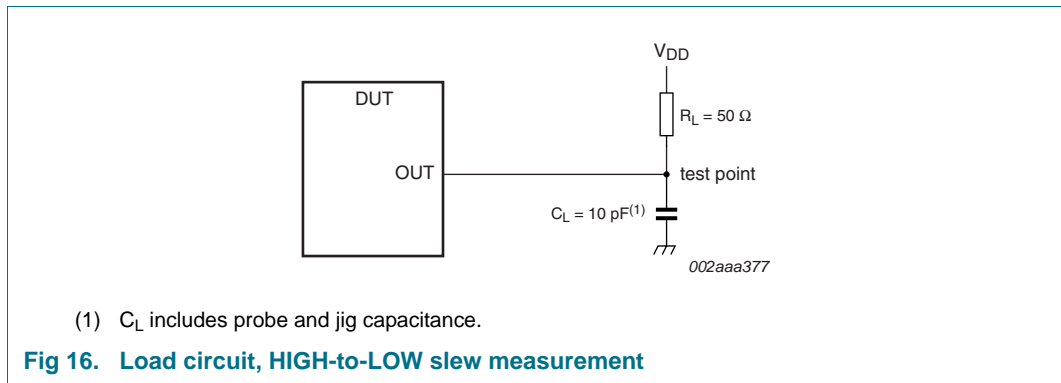 V_DD
DUT
R_L = 50 Ω
OUT
test point
C_L = 10 pF(1)
002aaa377
(1) C_L includes probe and jig capacitance.
Fig 16. Load circuit, HIGH-to-LOW slew measurement